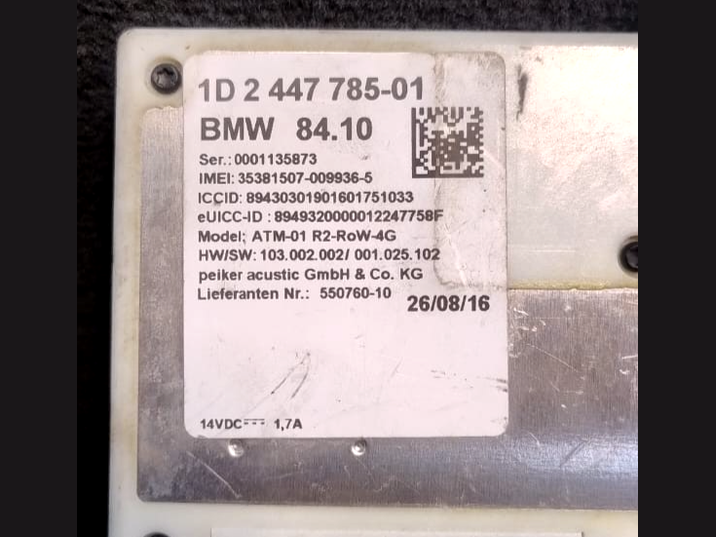 1D 2 447 785-01
BMW 84.10
Ser.: 0001135873
IMEI: 35381507-009936-5
ICCID: 89430301901601751033
eUICC-ID : 8949320000012247758F
Model: ATM-01 R2-RoW-4G
HW/SW: 103.002.002/ 001.025.102
peiker acustic GmbH & Co. KG
Lieferanten Nr.: 550760-10
26/08/16
14VDC⎓ 1,7A